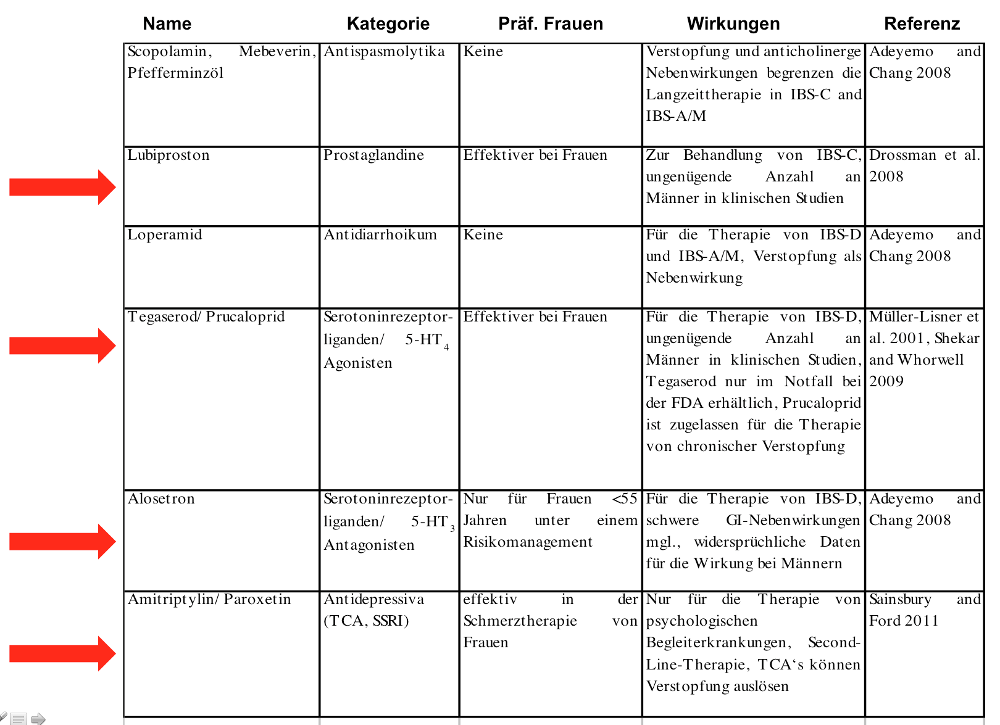 Name Kategorie Präf. Frauen Wirkungen Referenz
Scopolamin, Mebeverin,
Pfefferminzöl
Antispasmolytika
Keine
Verstopfung und anticholinerge
Nebenwirkungen begrenzen die
Langzeittherapie in IBS-C and
IBS-A/M
Adeyemo and
Chang 2008
Lubiproston
Prostaglandine
Effektiver bei Frauen
Zur Behandlung von IBS-C,
ungenügende Anzahl an
Männer in klinischen Studien
Drossman et al.
2008
Loperamid
Antidiarrhoikum
Keine
Für die Therapie von IBS-D
und IBS-A/M, Verstopfung als
Nebenwirkung
Adeyemo and
Chang 2008
Tegaserod/ Prucaloprid
Serotoninrezeptor-
liganden/ 5-HT4
Agonisten
Effektiver bei Frauen
Für die Therapie von IBS-D,
ungenügende Anzahl an
Männer in klinischen Studien,
Tegaserod nur im Notfall bei
der FDA erhältlich, Prucaloprid
ist zugelassen für die Therapie
von chronischer Verstopfung
Müller-Lisner et
al. 2001, Shekar
and Whorwell
2009
Alosetron
Serotoninrezeptor-
liganden/ 5-HT3
Antagonisten
Nur für Frauen <55
Jahren unter einem
Risikomanagement
Für die Therapie von IBS-D,
schwere GI-Nebenwirkungen
mgl., widersprüchliche Daten
für die Wirkung bei Männern
Adeyemo and
Chang 2008
Amitriptylin/ Paroxetin
Antidepressiva
(TCA, SSRI)
effektiv in der
Schmerztherapie von
Frauen
Nur für die Therapie von
psychologischen
Begleiterkrankungen, Second-
Line-Therapie, TCA‘s können
Verstopfung auslösen
Sainsbury and
Ford 2011